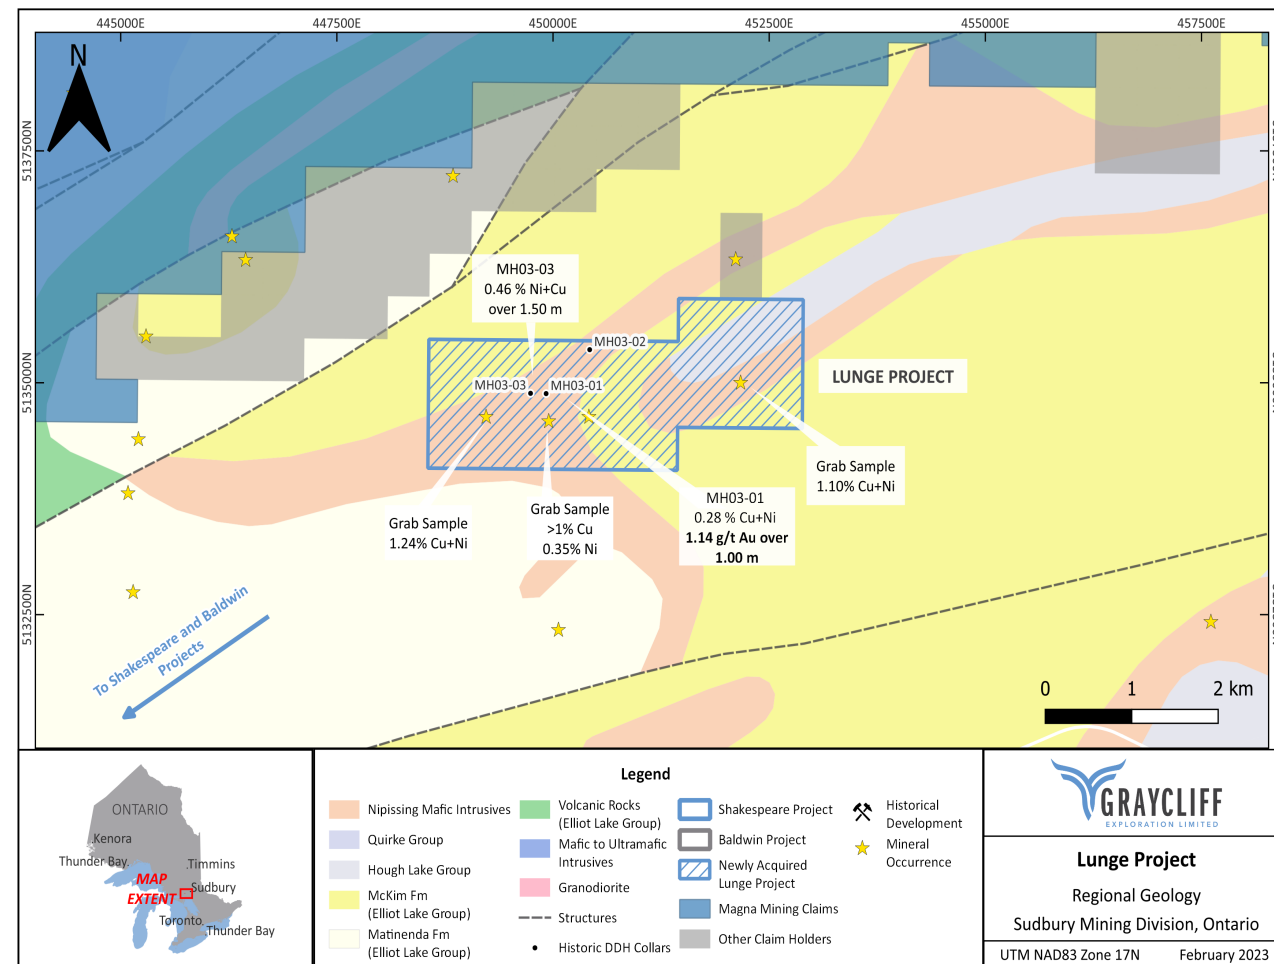 445000E
447500E
450000E
452500E
455000E
457500E
N
5137500N
5135000N
5132500N
MH03-03
0.46 % Ni+Cu
over 1.50 m
MH03-02
MH03-03
MH03-01
LUNGE PROJECT
Grab Sample
1.10% Cu+Ni
Grab Sample
1.24% Cu+Ni
Grab Sample
>1% Cu
0.35% Ni
MH03-01
0.28 % Cu+Ni
1.14 g/t Au over
1.00 m
To Shakespeare and Baldwin
Projects
0 1 2 km
ONTARIO
Kenora
Thunder Bay
Timmins
MAP
EXTENT
Sudbury
Toronto
Thunder Bay
Legend
Nipissing Mafic Intrusives
Quirke Group
Hough Lake Group
McKim Fm
(Elliot Lake Group)
Matinenda Fm
(Elliot Lake Group)
Volcanic Rocks
(Elliot Lake Group)
Mafic to Ultramafic
Intrusives
Granodiorite
Structures
Historic DDH Collars
Shakespeare Project
Baldwin Project
Newly Acquired
Lunge Project
Magna Mining Claims
Other Claim Holders
Historical
Development
Mineral
Occurrence
GRAYCLIFF
EXPLORATION LIMITED
Lunge Project
Regional Geology
Sudbury Mining Division, Ontario
UTM NAD83 Zone 17N February 2023